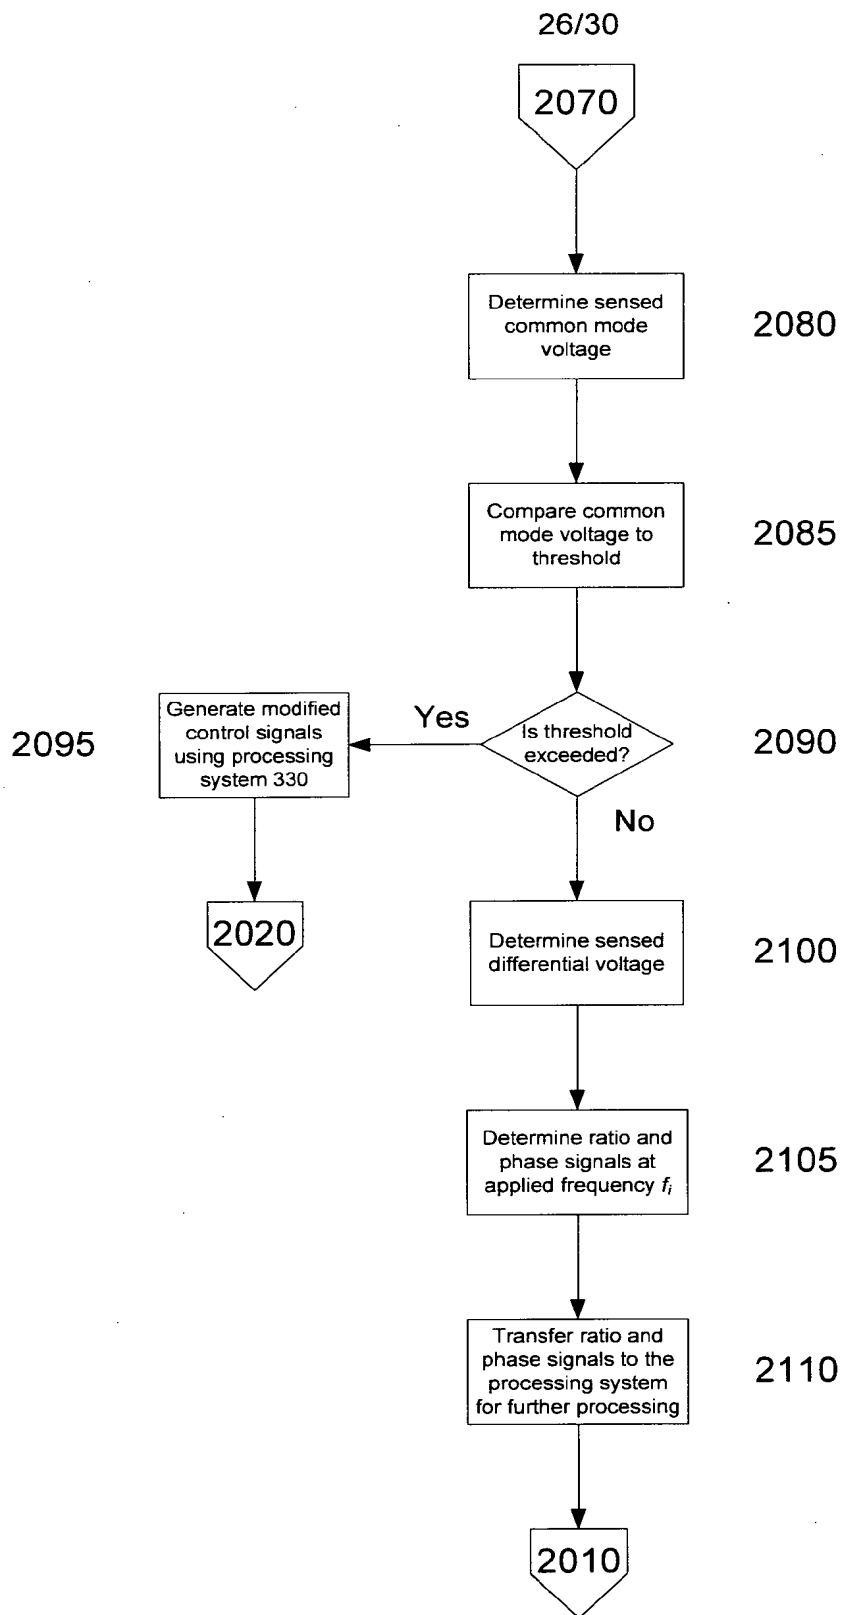 26/30
2070
Determine sensed
common mode
voltage
2080
Compare common
mode voltage to
threshold
2085
Generate modified
control signals
using processing
system 330
2095
Yes
Is threshold
exceeded?
2090
No
2020
Determine sensed
differential voltage
2100
Determine ratio and
phase signals at
applied frequency fi
2105
Transfer ratio and
phase signals to the
processing system
for further processing
2110
2010